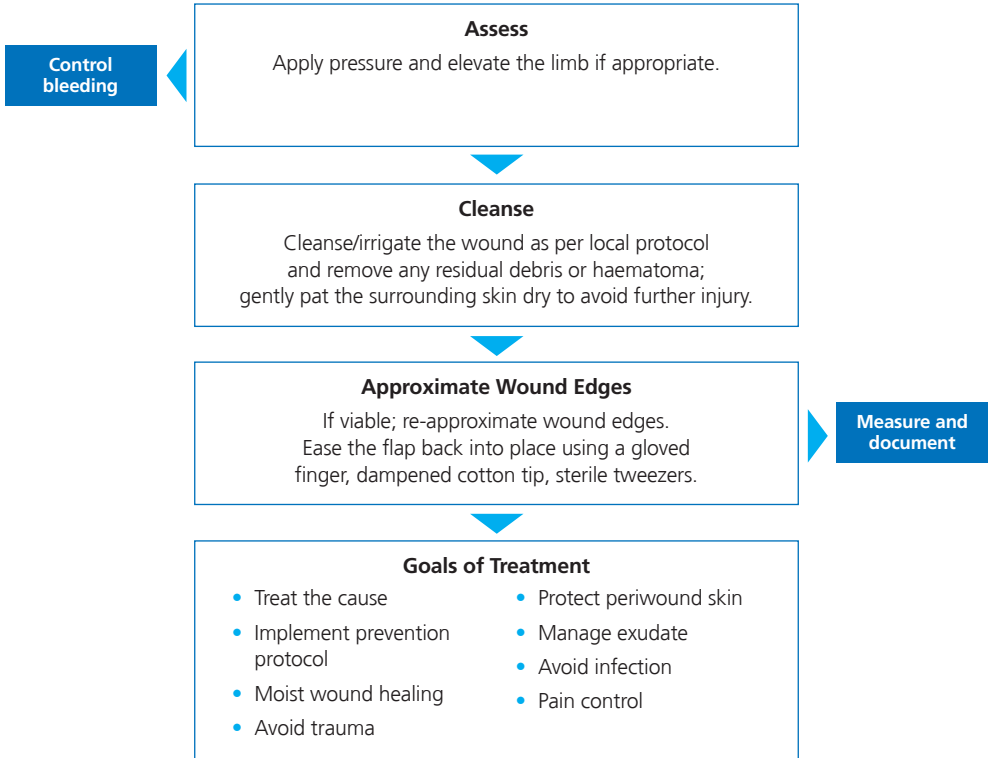 Assess
Apply pressure and elevate the limb if appropriate.
Control
bleeding
Cleanse
Cleanse/irrigate the wound as per local protocol
and remove any residual debris or haematoma;
gently pat the surrounding skin dry to avoid further injury.
Approximate Wound Edges
If viable; re-approximate wound edges.
Ease the flap back into place using a gloved
finger, dampened cotton tip, sterile tweezers.
Measure and
document
Goals of Treatment
• Treat the cause
• Implement prevention
protocol
• Moist wound healing
• Avoid trauma
• Protect periwound skin
• Manage exudate
• Avoid infection
• Pain control